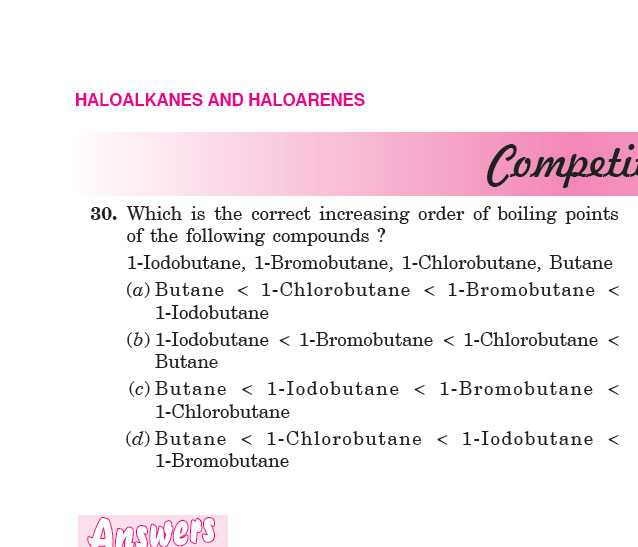 HALOALKANES AND HALOARENES
30. Which is the correct increasing order of boiling points
of the following compounds ?
1-Iodobutane, 1-Bromobutane, 1-Chlorobutane, Butane
(a) Butane < 1-Chlorobutane < 1-Bromobutane <
1-Iodobutane
(b) 1-Iodobutane < 1-Bromobutane < 1-Chlorobutane <
Butane
(c) Butane < 1-Iodobutane < 1-Bromobutane <
1-Chlorobutane
(d) Butane < 1-Chlorobutane < 1-Iodobutane <
1-Bromobutane
Answers